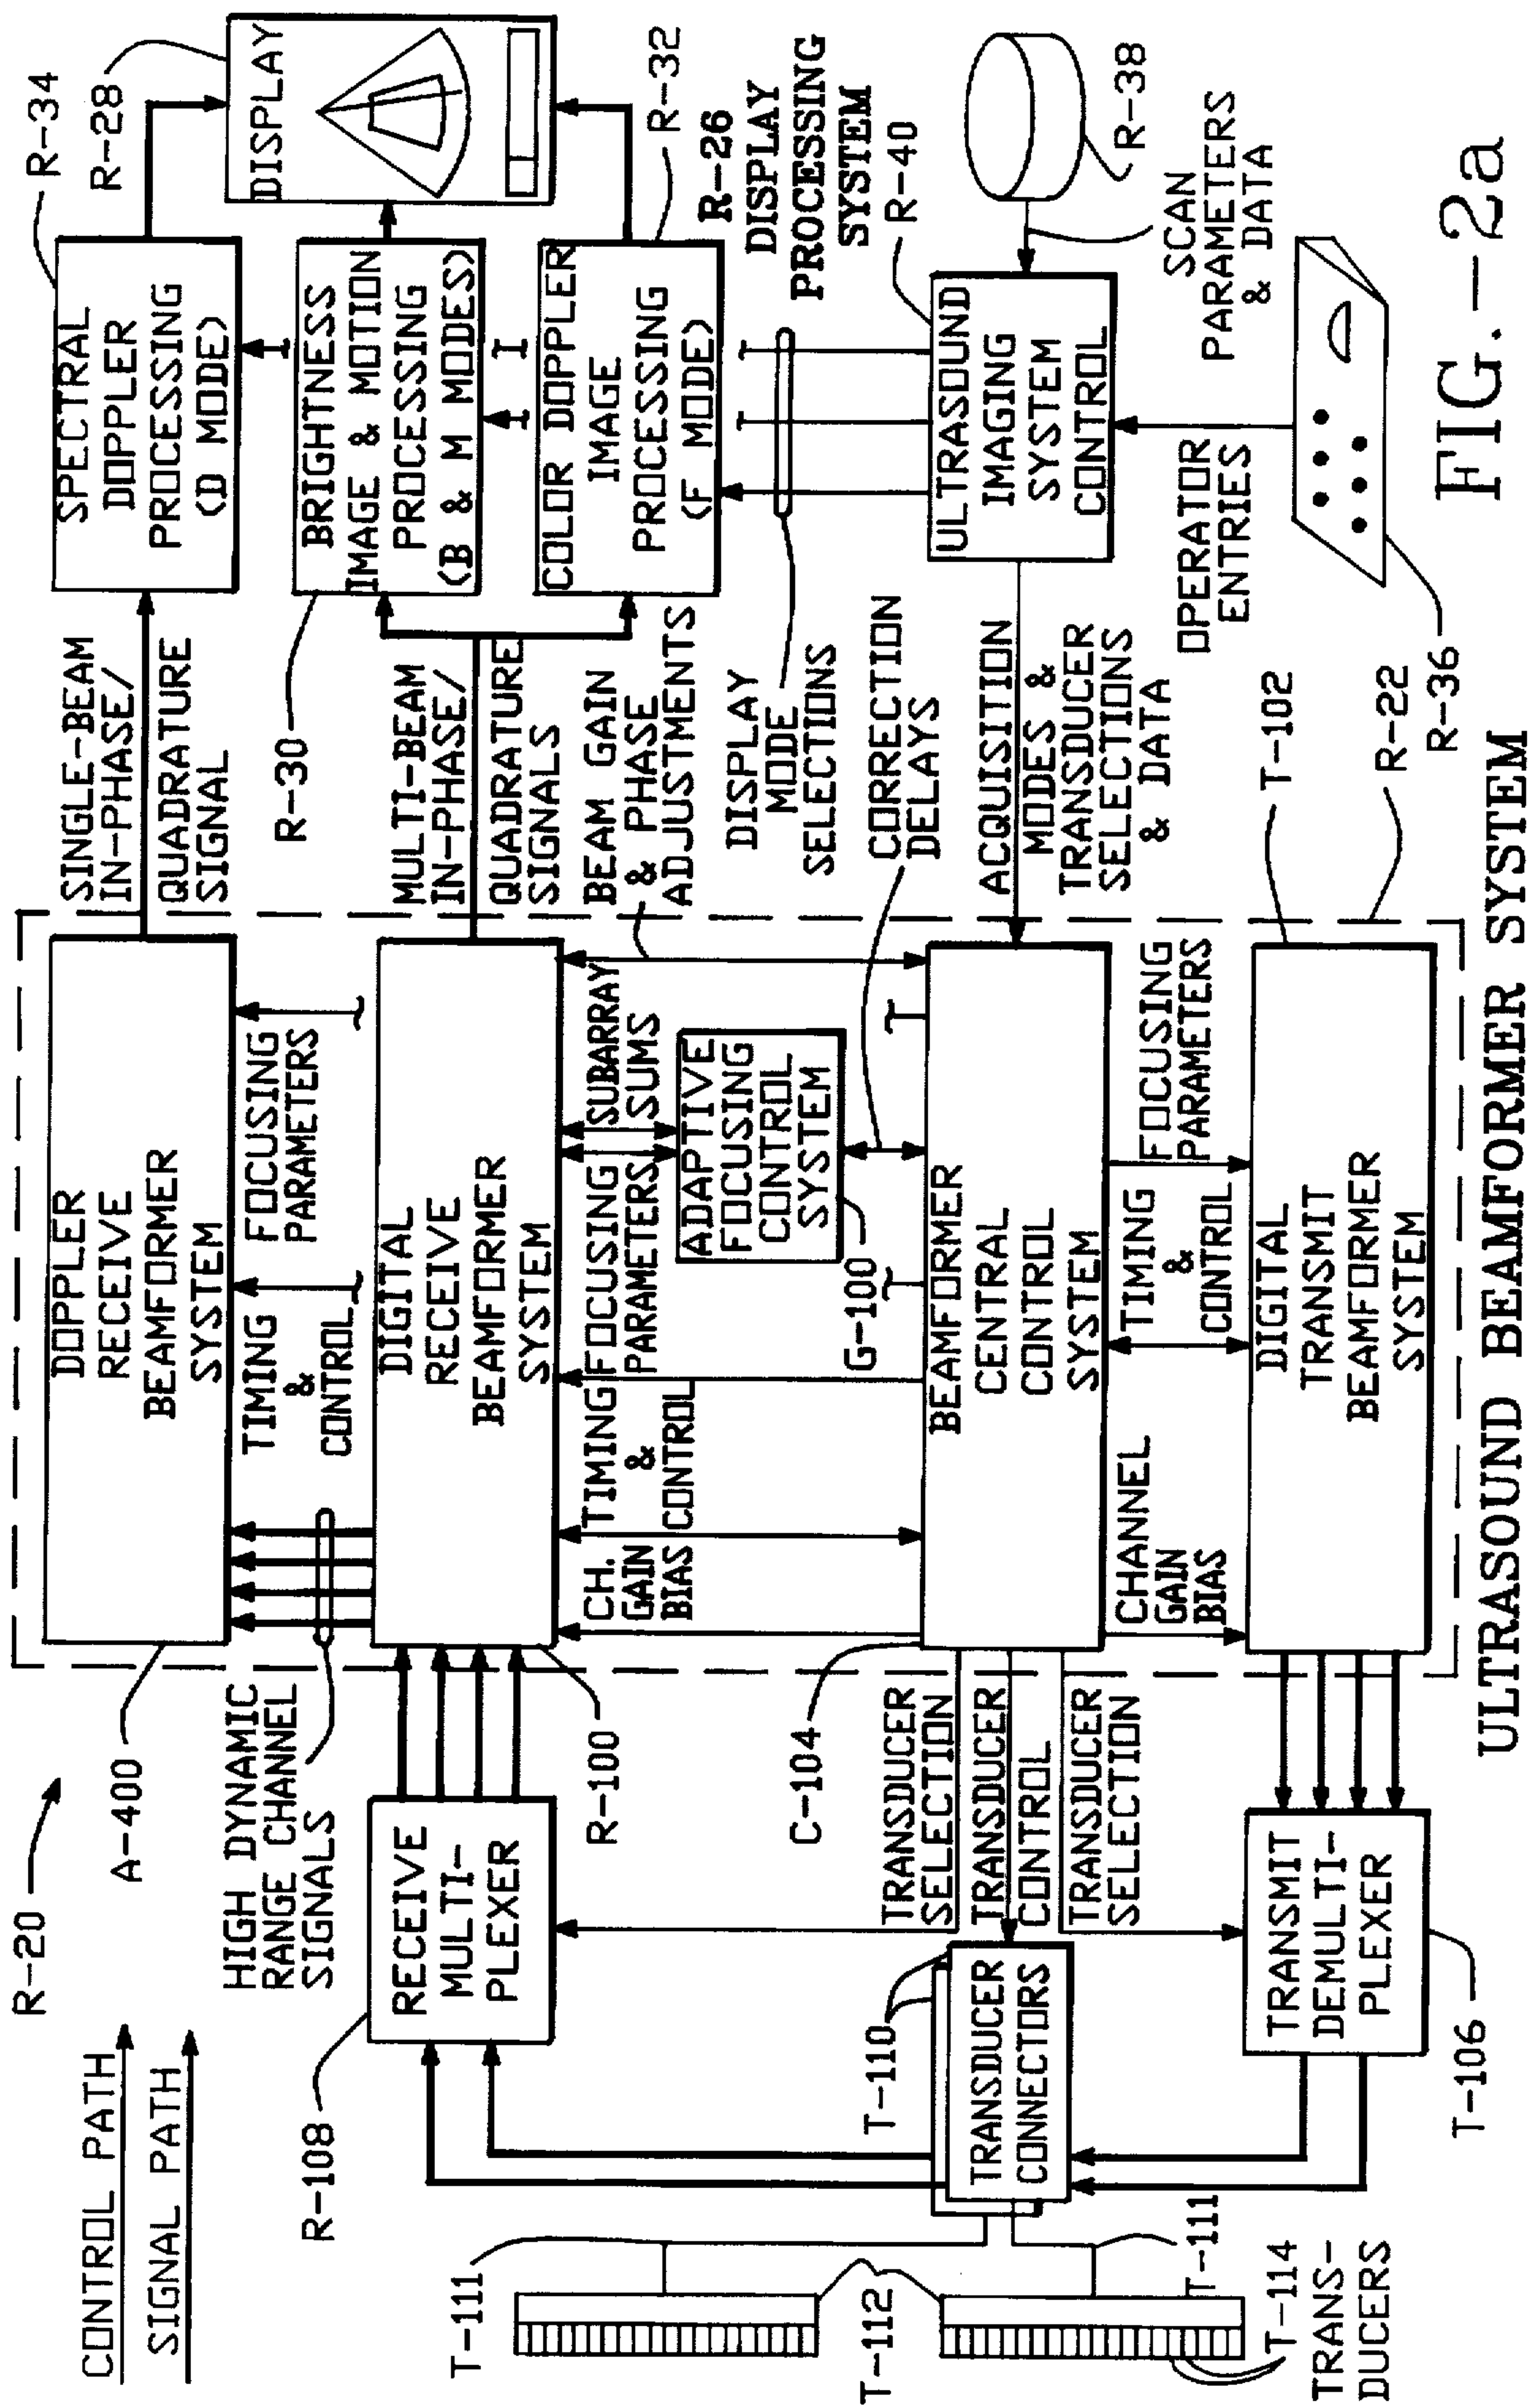 CONTROL PATH
SIGNAL PATH
R-20
A-400
HIGH DYNAMIC
RANGE CHANNEL
SIGNALS
DOPPLER
RECEIVE
BEAMFORMER
SYSTEM
TIMING
&
CONTROL
FOCUSING
PARAMETERS
SINGLE-BEAM
IN-PHASE/
QUADRATURE
SIGNAL
SPECTRAL
DOPPLER
PROCESSING
(D MODE)
R-34
R-28
DISPLAY
R-108
RECEIVE
MULTI-
PLEXER
R-100
DIGITAL
RECEIVE
BEAMFORMER
SYSTEM
R-30
MULTI-BEAM
IN-PHASE/
QUADRATURE
SIGNALS
BRIGHTNESS
IMAGE & MOTION
PROCESSING
(B & M MODES)
COLOR DOPPLER
IMAGE
PROCESSING
(F MODE)
R-32
R-26
DISPLAY
PROCESSING
SYSTEM
CH.
GAIN
BIAS
TIMING
&
CONTROL
FOCUSING
PARAMETERS
SUBARRAY
SUMS
ADAPTIVE
FOCUSING
CONTROL
SYSTEM
G-100
BEAM GAIN
& PHASE
ADJUSTMENTS
DISPLAY
MODE
SELECTIONS
CORRECTION
DELAYS
C-104
TRANSDUCER
SELECTION
TRANSDUCER
CONTROL
TRANSDUCER
SELECTION
BEAMFORMER
CENTRAL
CONTROL
SYSTEM
ACQUISITION
MODES &
TRANSDUCER
SELECTIONS
& DATA
R-40
ULTRASOUND
IMAGING
SYSTEM
CONTROL
R-38
SCAN
PARAMETERS
& DATA
OPERATOR
ENTRIES
R-36
T-110
TRANSDUCER
CONNECTORS
T-111
T-112
T-111
T-114
TRANS-
DUCERS
CHANNEL
GAIN
BIAS
TIMING
&
CONTROL
FOCUSING
PARAMETERS
TRANSMIT
DEMULTI-
PLEXER
T-106
DIGITAL
TRANSMIT
BEAMFORMER
SYSTEM
T-102
R-22
ULTRASOUND BEAMFORMER SYSTEM
FIG.-2a